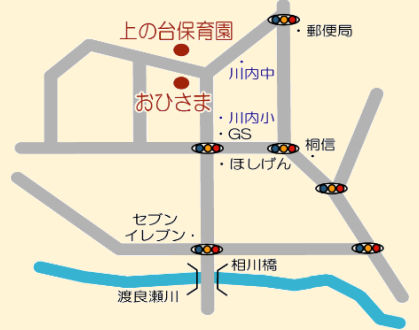 上の台保育園
・郵便局
・
川内中
おひさま
・川内小
・GS
桐信
・
・ほしげん
セブン
イレブン・
相川橋
渡良瀬川